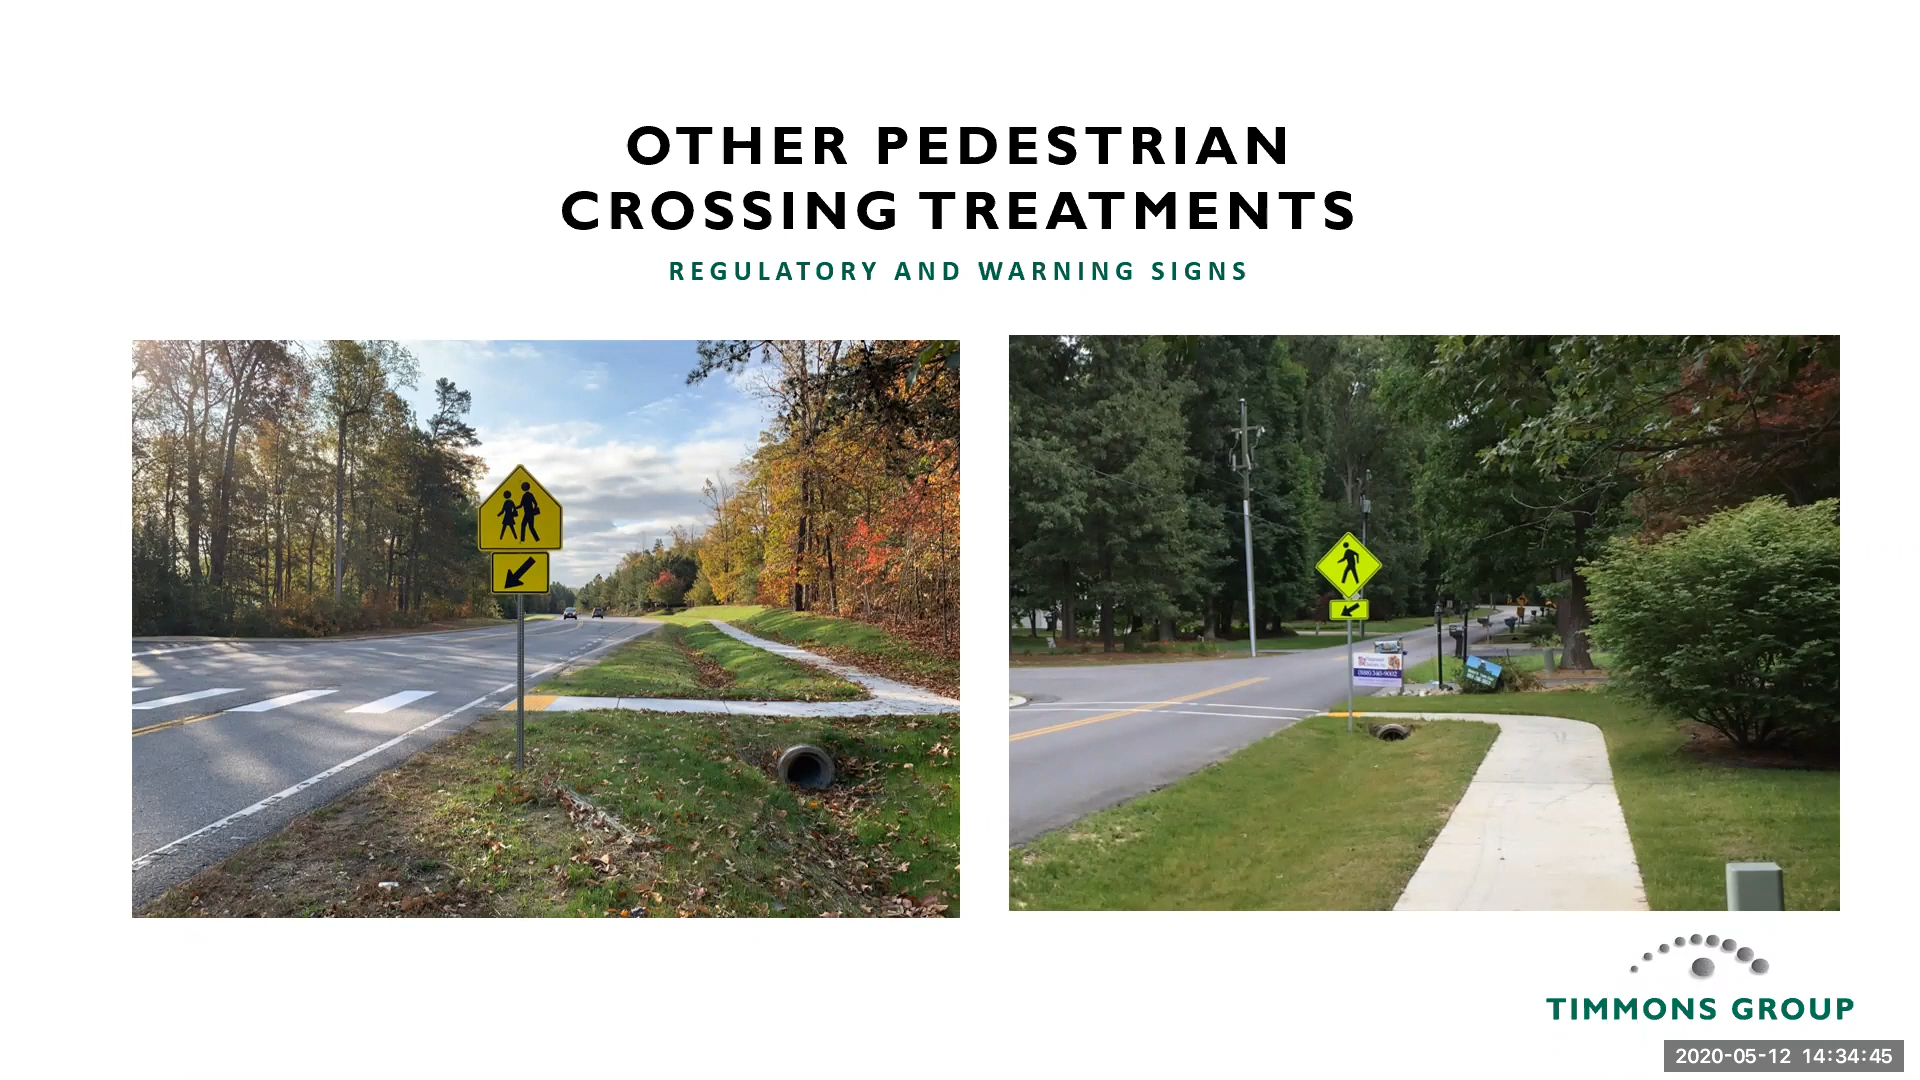 OTHER PEDESTRIAN
CROSSING TREATMENTS
REGULATORY AND WARNING SIGNS
TIMMONS GROUP
2020-05-12 14:34:45